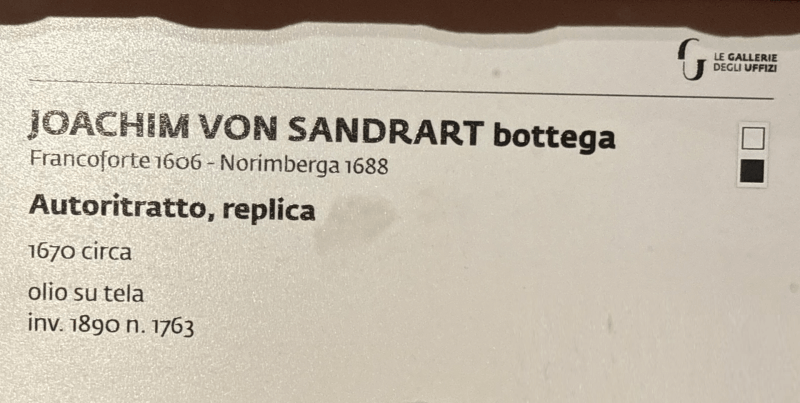 LE GALLERIE
DEGLI UFFIZI
JOACHIM VON SANDRART bottega
Francoforte 1606 - Norimberga 1688
Autoritratto, replica
1670 circa
olio su tela
inv. 1890 n. 1763